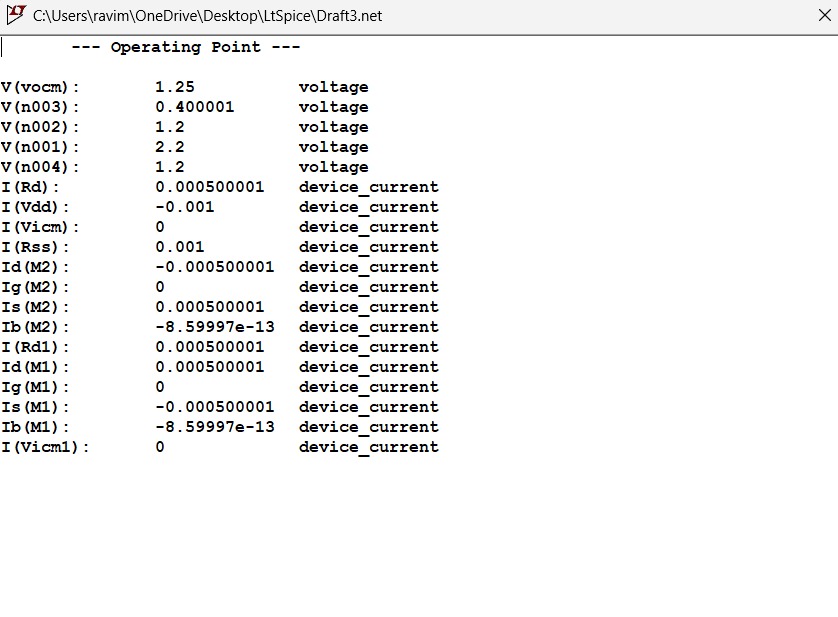 C:\Users\ravim\OneDrive\Desktop\LtSpice\Draft3.net
--- Operating Point ---
V(vocm): 1.25 voltage
V(n003): 0.400001 voltage
V(n002): 1.2 voltage
V(n001): 2.2 voltage
V(n004): 1.2 voltage
I(Rd): 0.000500001 device_current
I(Vdd): -0.001 device_current
I(Vicm): 0 device_current
I(Rss): 0.001 device_current
Id(M2): -0.000500001 device_current
Ig(M2): 0 device_current
Is(M2): 0.000500001 device_current
Ib(M2): -8.59997e-13 device_current
I(Rd1): 0.000500001 device_current
Id(M1): 0.000500001 device_current
Ig(M1): 0 device_current
Is(M1): -0.000500001 device_current
Ib(M1): -8.59997e-13 device_current
I(Vicm1): 0 device_current